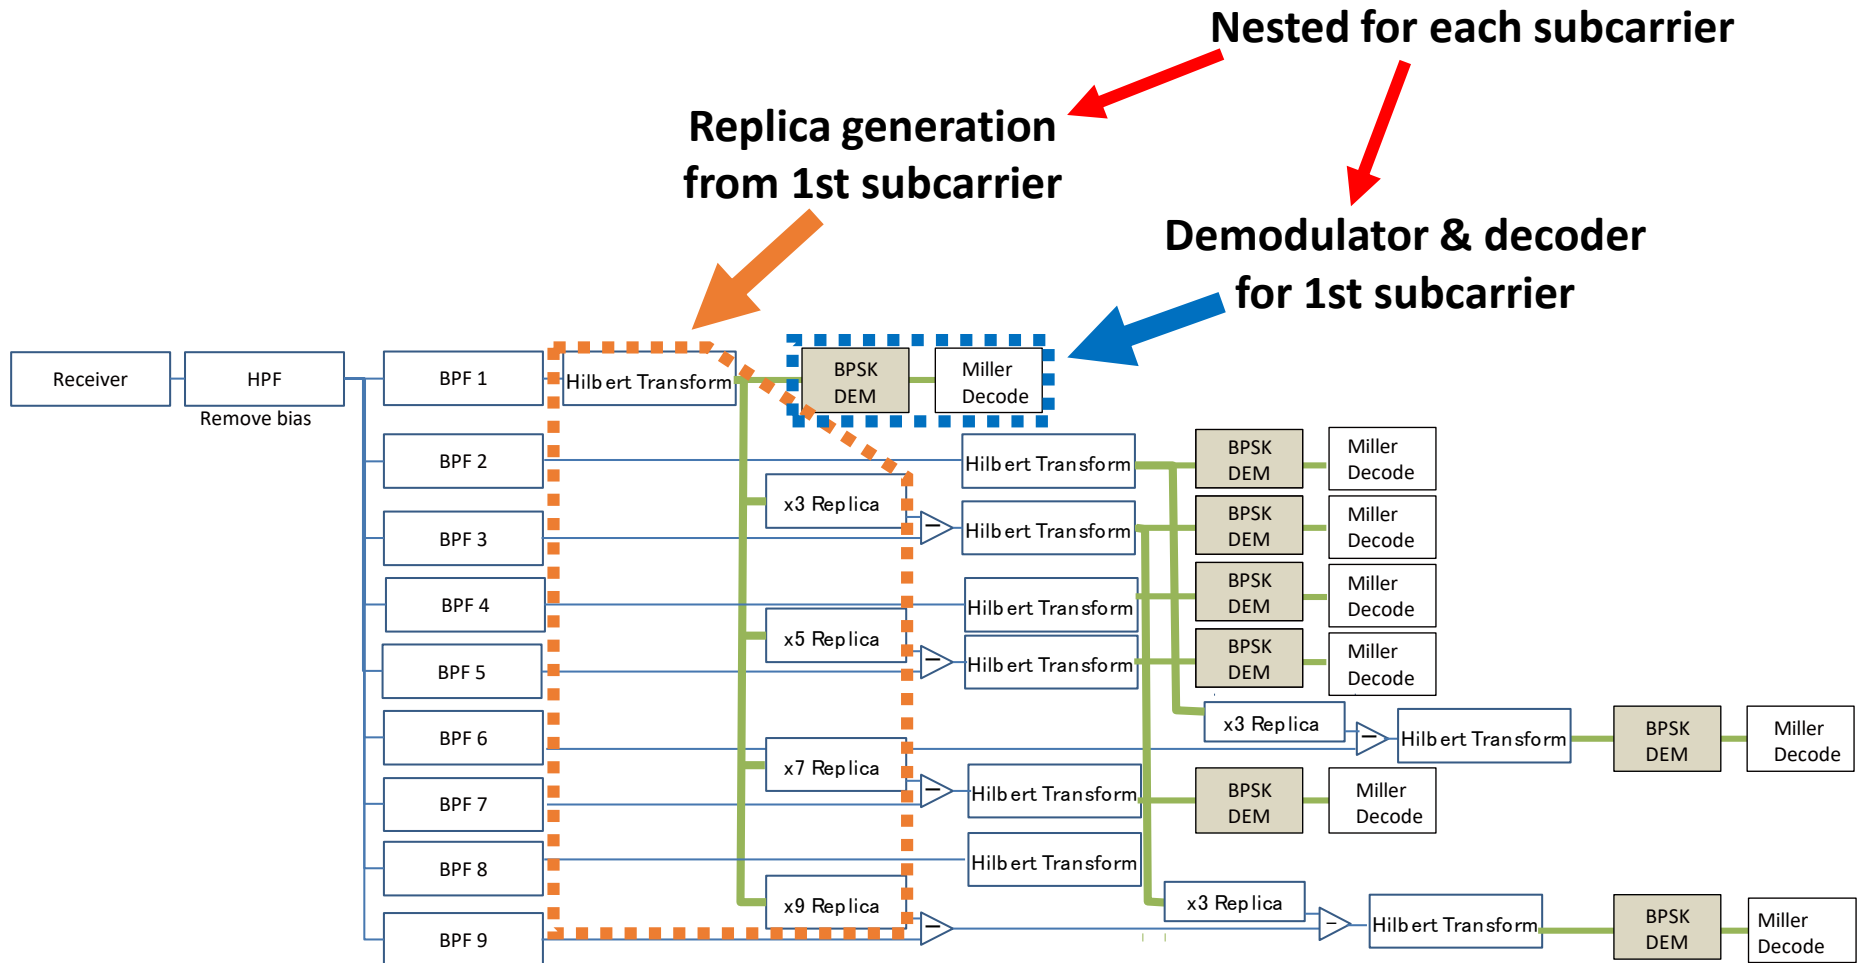 Nested for each subcarrier
Replica generation
from 1st subcarrier
Demodulator & decoder
for 1st subcarrier
Receiver
HPF
Remove bias
BPF 1
Hilbert Transform
BPSK
DEM
Miller
Decode
BPF 2
Hilbert Transform
BPSK
DEM
Miller
Decode
x3 Replica
BPF 3
−
Hilbert Transform
BPSK
DEM
Miller
Decode
BPF 4
Hilbert Transform
BPSK
DEM
Miller
Decode
x5 Replica
BPF 5
−
Hilbert Transform
BPSK
DEM
Miller
Decode
BPF 6
x3 Replica
−
Hilbert Transform
BPSK
DEM
Miller
Decode
x7 Replica
BPF 7
−
Hilbert Transform
BPSK
DEM
Miller
Decode
BPF 8
Hilbert Transform
x9 Replica
BPF 9
−
x3 Replica
−
Hilbert Transform
BPSK
DEM
Miller
Decode